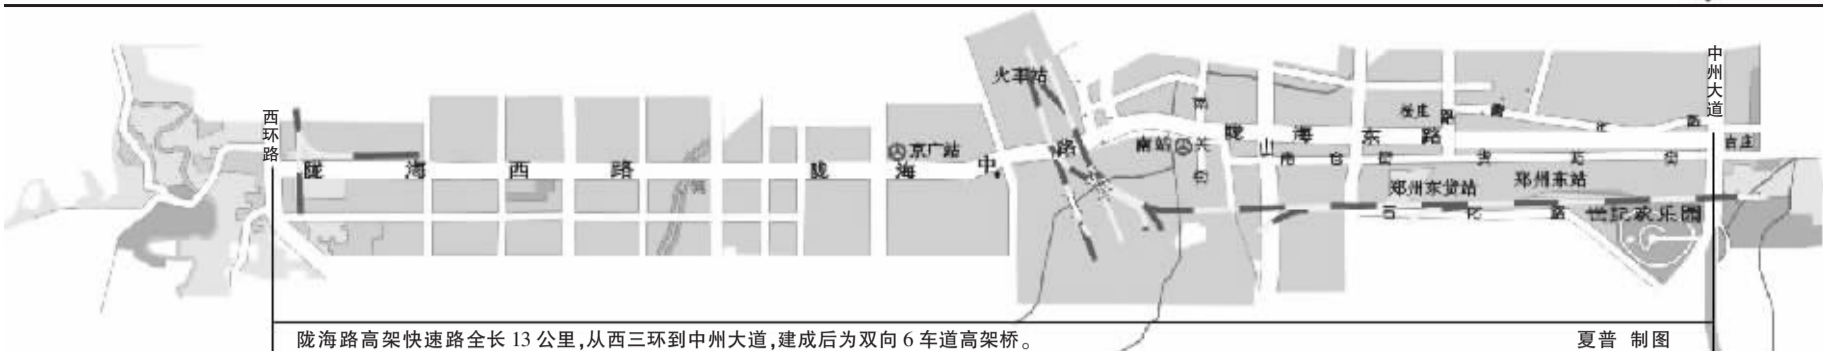 中州大道
火车站
西环路
京广站
南站
陇海东路
陇海西路
陇海中路
吉庄
郑州东货站
郑州东站
世纪家乐园
陇海路高架快速路全长 13 公里,从西三环到中州大道,建成后为双向 6 车道高架桥。
夏普 制图